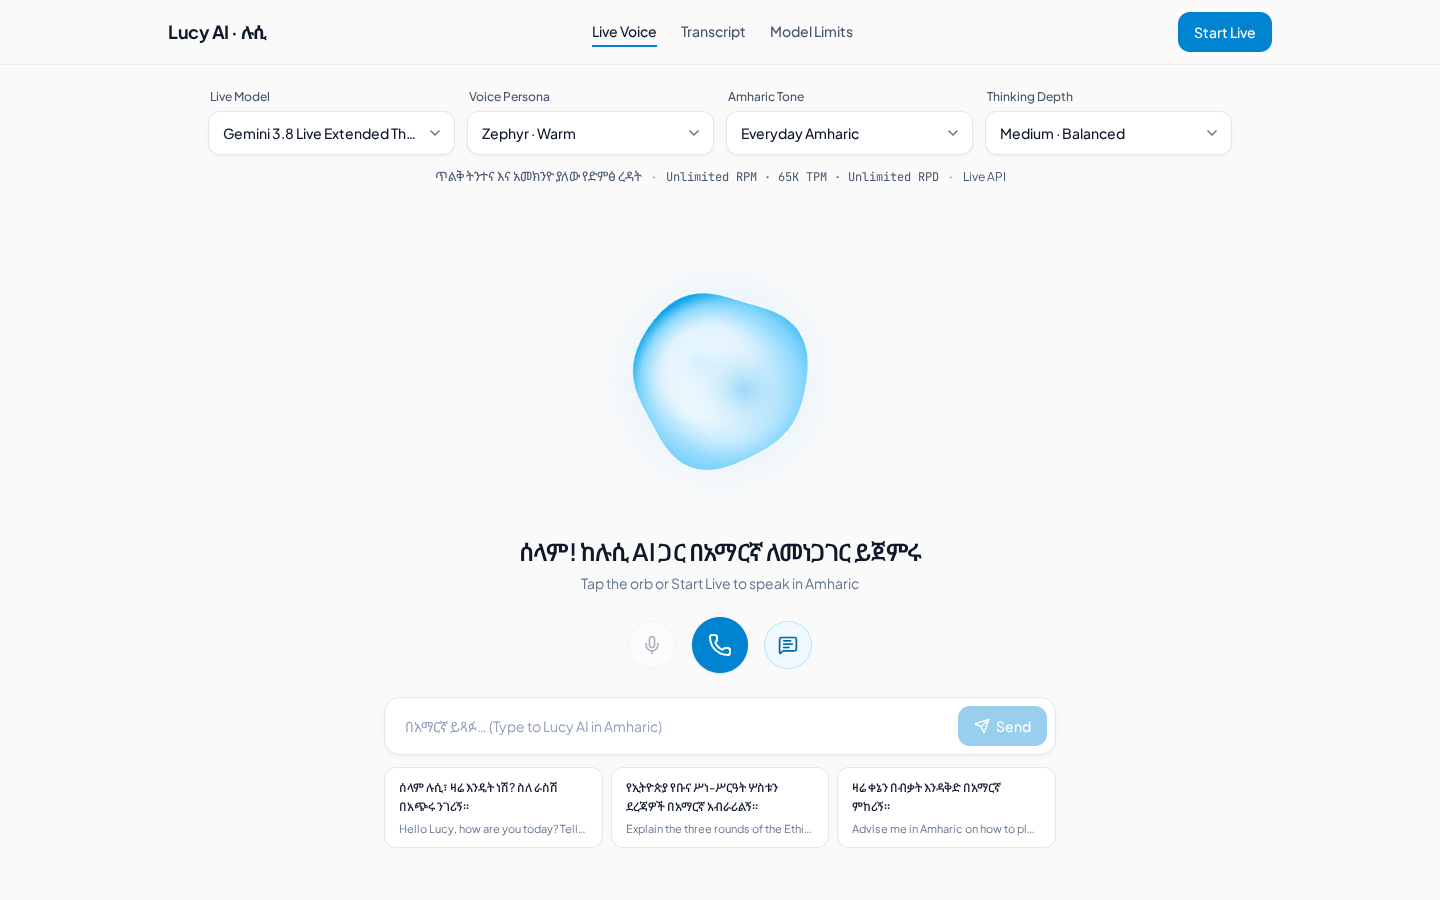 Lucy AI · ሉሲ
Live Voice
Transcript
Model Limits
Start Live
Live Model
Voice Persona
Amharic Tone
Thinking Depth
Gemini 3.8 Live Extended Th...
Zephyr · Warm
Everyday Amharic
Medium · Balanced
ጥልቅ ትንተና እና አመክንዮ ያለው የድምፅ ረዳት · Unlimited RPM · 65K TPM · Unlimited RPD · Live API
ሰላም! ከሉሲ AI ጋር በአማርኛ ለመነጋገር ይጀምሩ
Tap the orb or Start Live to speak in Amharic
በአማርኛ ይጻፉ... (Type to Lucy AI in Amharic)
Send
ሰላም ሉሲ፣ ዛሬ እንዴት ነሽ? ስለ ራስሽ
በአጭሩ ንገሪኝ።
Hello Lucy, how are you today? Tell...
የኢትዮጵያ የቡና ሥነ-ሥርዓት ሦስቱን
ደረጃዎች በአማርኛ አብራሪልኝ።
Explain the three rounds of the Ethi...
ዛሬ ቀኔን በብቃት እንዳቅድ በአማርኛ
ምከሪኝ።
Advise me in Amharic on how to pl...